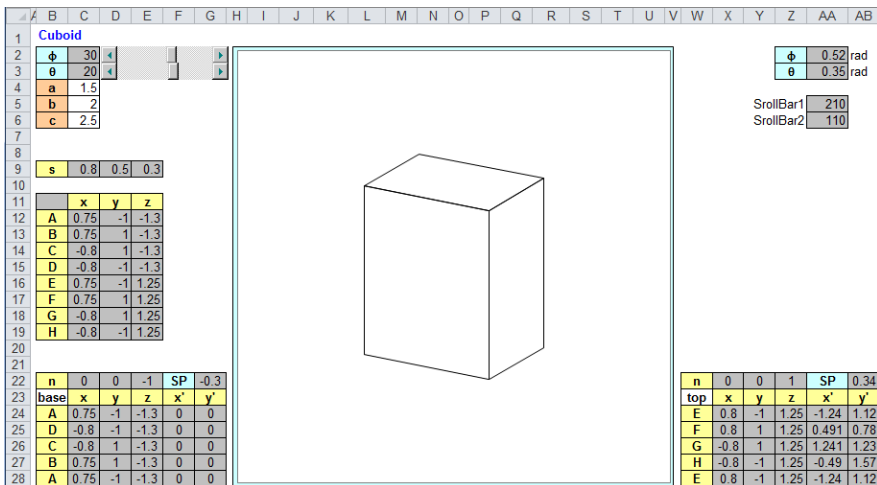 A B C D E F G H I J K L M N O P Q R S T U V W X Y Z AA AB
1 Cuboid
2 ϕ 30 ϕ 0.52 rad
3 θ 20 θ 0.35 rad
4 a 1.5
5 b 2 SrollBar1 210
6 c 2.5 SrollBar2 110
7
8
9 s 0.8 0.5 0.3
10
11 x y z
12 A 0.75 -1 -1.3
13 B 0.75 1 -1.3
14 C -0.8 1 -1.3
15 D -0.8 -1 -1.3
16 E 0.75 -1 1.25
17 F 0.75 1 1.25
18 G -0.8 1 1.25
19 H -0.8 -1 1.25
20
21
22 n 0 0 -1 SP -0.3 n 0 0 1 SP 0.34
23 base x y z x' y' top x y z x' y'
24 A 0.75 -1 -1.3 0 0 E 0.8 -1 1.25 -1.24 1.12
25 D -0.8 -1 -1.3 0 0 F 0.8 1 1.25 0.491 0.78
26 C -0.8 1 -1.3 0 0 G -0.8 1 1.25 1.241 1.23
27 B 0.75 1 -1.3 0 0 H -0.8 -1 1.25 -0.49 1.57
28 A 0.75 -1 -1.3 0 0 E 0.8 -1 1.25 -1.24 1.12